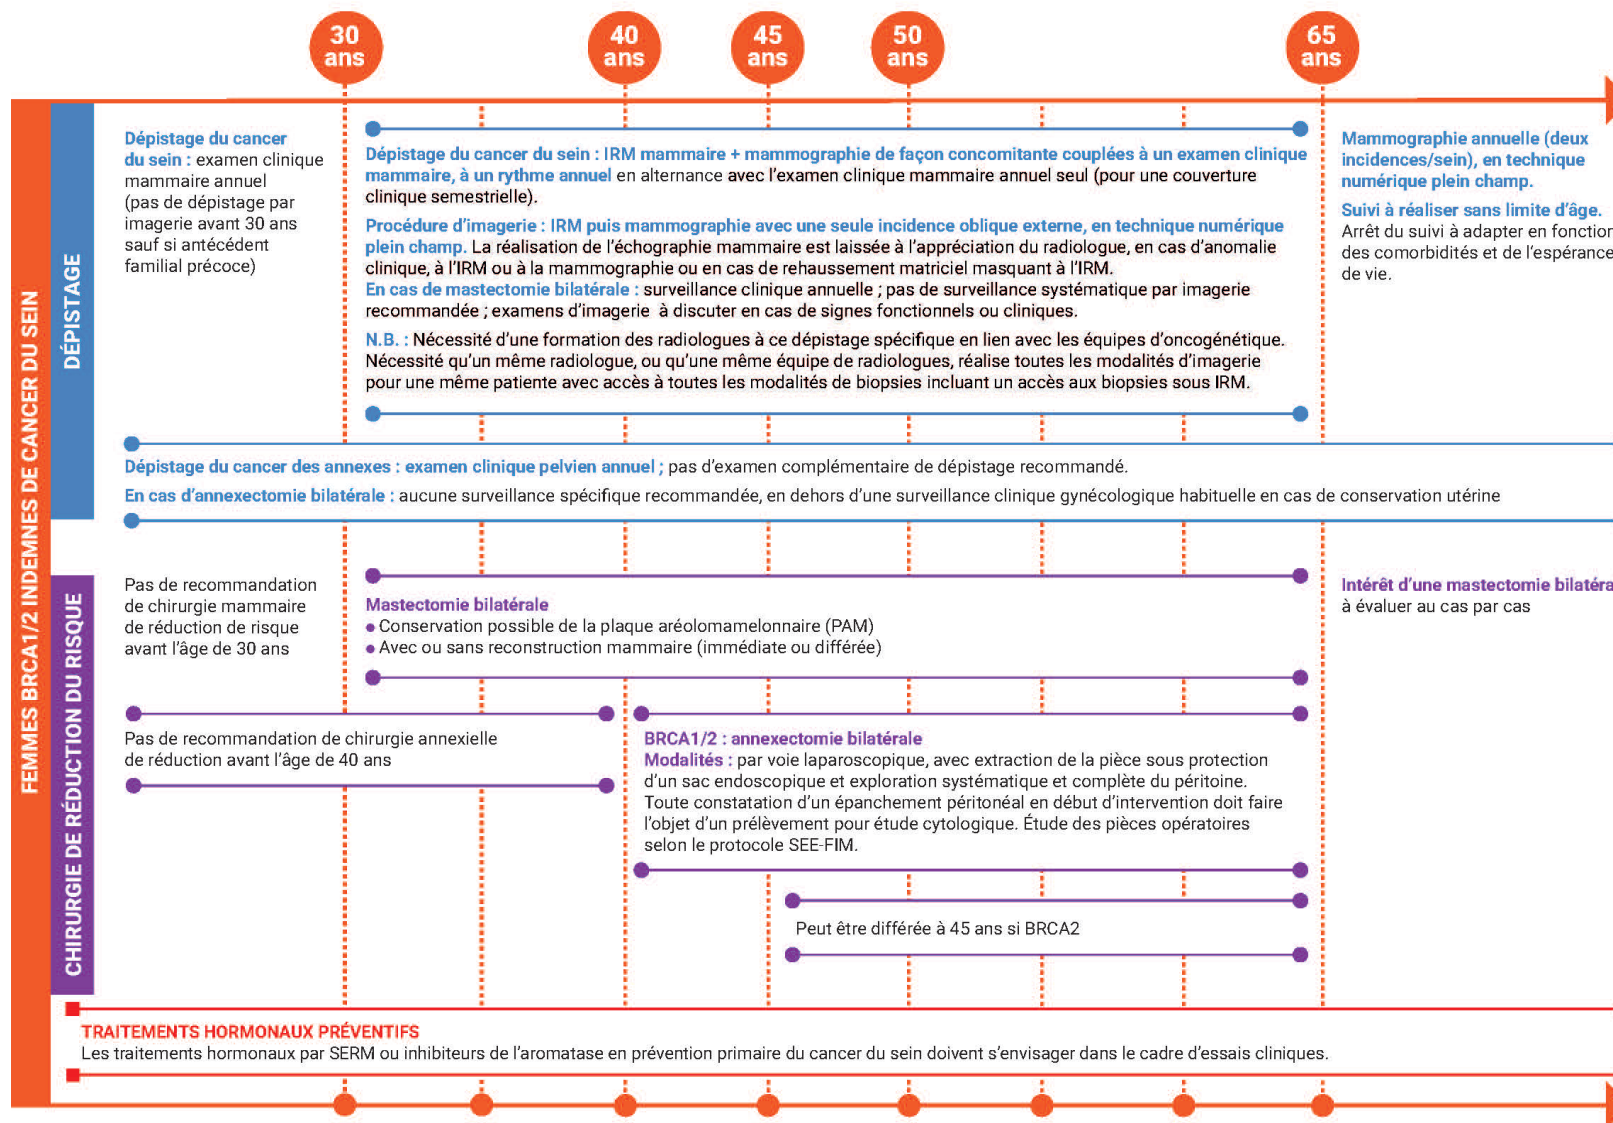 30
ans
40
ans
45
ans
50
ans
65
ans
FEMMES BRCA1/2 INDEMNES DE CANCER DU SEIN
DÉPISTAGE
Dépistage du cancer
du sein : examen clinique
mammaire annuel
(pas de dépistage par
imagerie avant 30 ans
sauf si antécédent
familial précoce)
Dépistage du cancer du sein : IRM mammaire + mammographie de façon concomitante couplées à un examen clinique
mammaire, à un rythme annuel en alternance avec l’examen clinique mammaire annuel seul (pour une couverture
clinique semestrielle).
Procédure d’imagerie : IRM puis mammographie avec une seule incidence oblique externe, en technique numérique
plein champ. La réalisation de l’échographie mammaire est laissée à l’appréciation du radiologue, en cas d’anomalie
clinique, à l’IRM ou à la mammographie ou en cas de rehaussement matriciel masquant à l’IRM.
En cas de mastectomie bilatérale : surveillance clinique annuelle ; pas de surveillance systématique par imagerie
recommandée ; examens d’imagerie à discuter en cas de signes fonctionnels ou cliniques.
N.B. : Nécessité d’une formation des radiologues à ce dépistage spécifique en lien avec les équipes d’oncogénétique.
Nécessité qu’un même radiologue, ou qu’une même équipe de radiologues, réalise toutes les modalités d’imagerie
pour une même patiente avec accès à toutes les modalités de biopsies incluant un accès aux biopsies sous IRM.
Mammographie annuelle (deux
incidences/sein), en technique
numérique plein champ.
Suivi à réaliser sans limite d’âge.
Arrêt du suivi à adapter en fonction
des comorbidités et de l’espérance
de vie.
Dépistage du cancer des annexes : examen clinique pelvien annuel ; pas d’examen complémentaire de dépistage recommandé.
En cas d’annexectomie bilatérale : aucune surveillance spécifique recommandée, en dehors d’une surveillance clinique gynécologique habituelle en cas de conservation utérine
CHIRURGIE DE RÉDUCTION DU RISQUE
Pas de recommandation
de chirurgie mammaire
de réduction de risque
avant l’âge de 30 ans
Mastectomie bilatérale
• Conservation possible de la plaque aréolomamelonnaire (PAM)
• Avec ou sans reconstruction mammaire (immédiate ou différée)
Intérêt d’une mastectomie bilatéra
à évaluer au cas par cas
Pas de recommandation de chirurgie annexielle
de réduction avant l’âge de 40 ans
BRCA1/2 : annexectomie bilatérale
Modalités : par voie laparoscopique, avec extraction de la pièce sous protection
d’un sac endoscopique et exploration systématique et complète du péritoine.
Toute constatation d’un épanchement péritonéal en début d’intervention doit faire
l’objet d’un prélèvement pour étude cytologique. Étude des pièces opératoires
selon le protocole SEE-FIM.
Peut être différée à 45 ans si BRCA2
TRAITEMENTS HORMONAUX PRÉVENTIFS
Les traitements hormonaux par SERM ou inhibiteurs de l’aromatase en prévention primaire du cancer du sein doivent s’envisager dans le cadre d’essais cliniques.